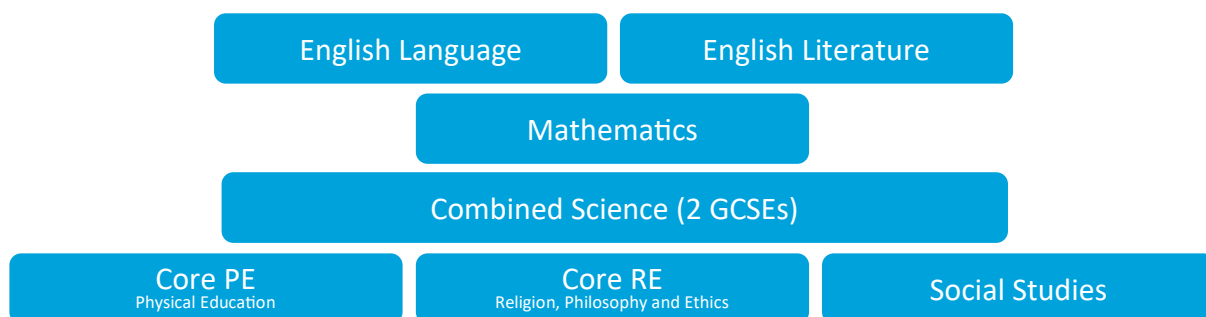 English Language
English Literature
Mathematics
Combined Science (2 GCSEs)
Core PE
Physical Education
Core RE
Religion, Philosophy and Ethics
Social Studies